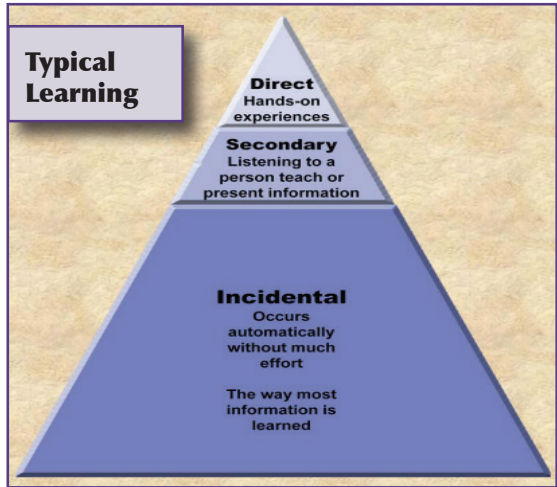 Typical
Learning
Direct
Hands-on
experiences
Secondary
Listening to a
person teach or
present information
Incidental
Occurs
automatically
without much
effort
The way most
information is
learned